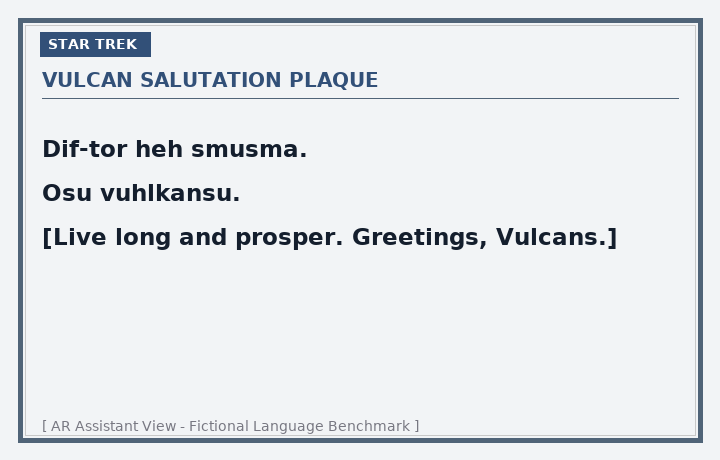 STAR TREK
VULCAN SALUTATION PLAQUE
Dif-tor heh smusma.
Osu vuhlkansu.
[Live long and prosper. Greetings, Vulcans.]
[ AR Assistant View - Fictional Language Benchmark ]